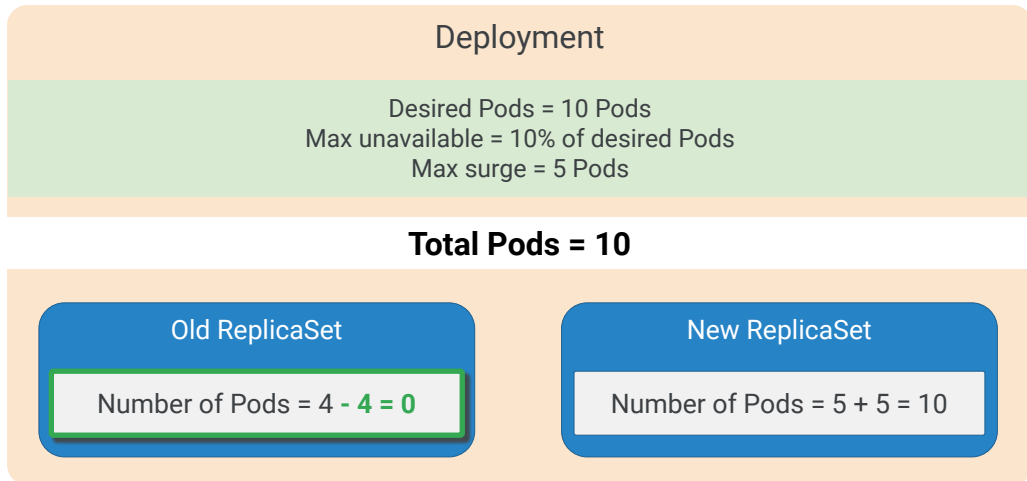 Deployment
Desired Pods = 10 Pods
Max unavailable = 10% of desired Pods
Max surge = 5 Pods
Total Pods = 10
Old ReplicaSet
Number of Pods = 4 - 4 = 0
New ReplicaSet
Number of Pods = 5 + 5 = 10